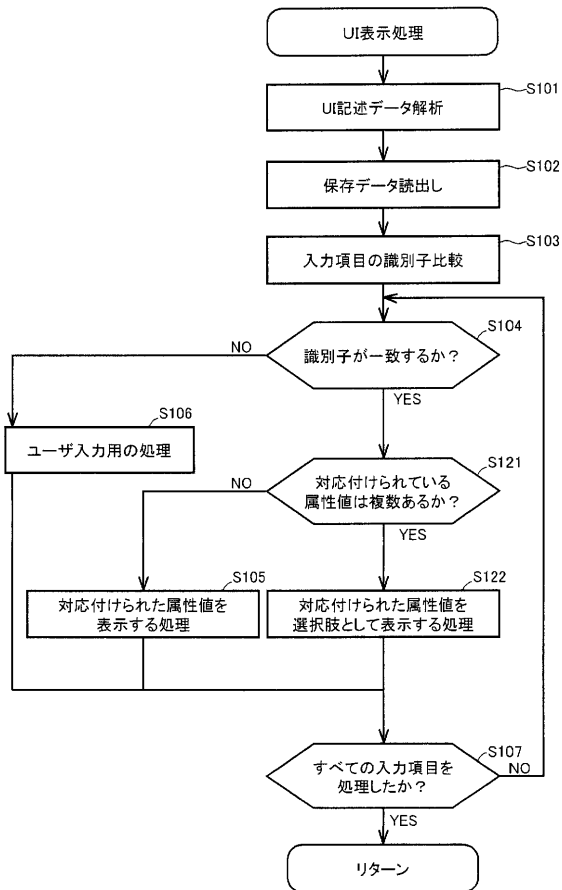 UI表示処理
S101
UI記述データ解析
S102
保存データ読出し
S103
入力項目の識別子比較
S104
識別子が一致するか?
NO
YES
S106
ユーザ入力用の処理
S121
対応付けられている
属性値は複数あるか?
NO
YES
S105
対応付けられた属性値を
表示する処理
S122
対応付けられた属性値を
選択肢として表示する処理
S107
すべての入力項目を
処理したか?
NO
YES
リターン